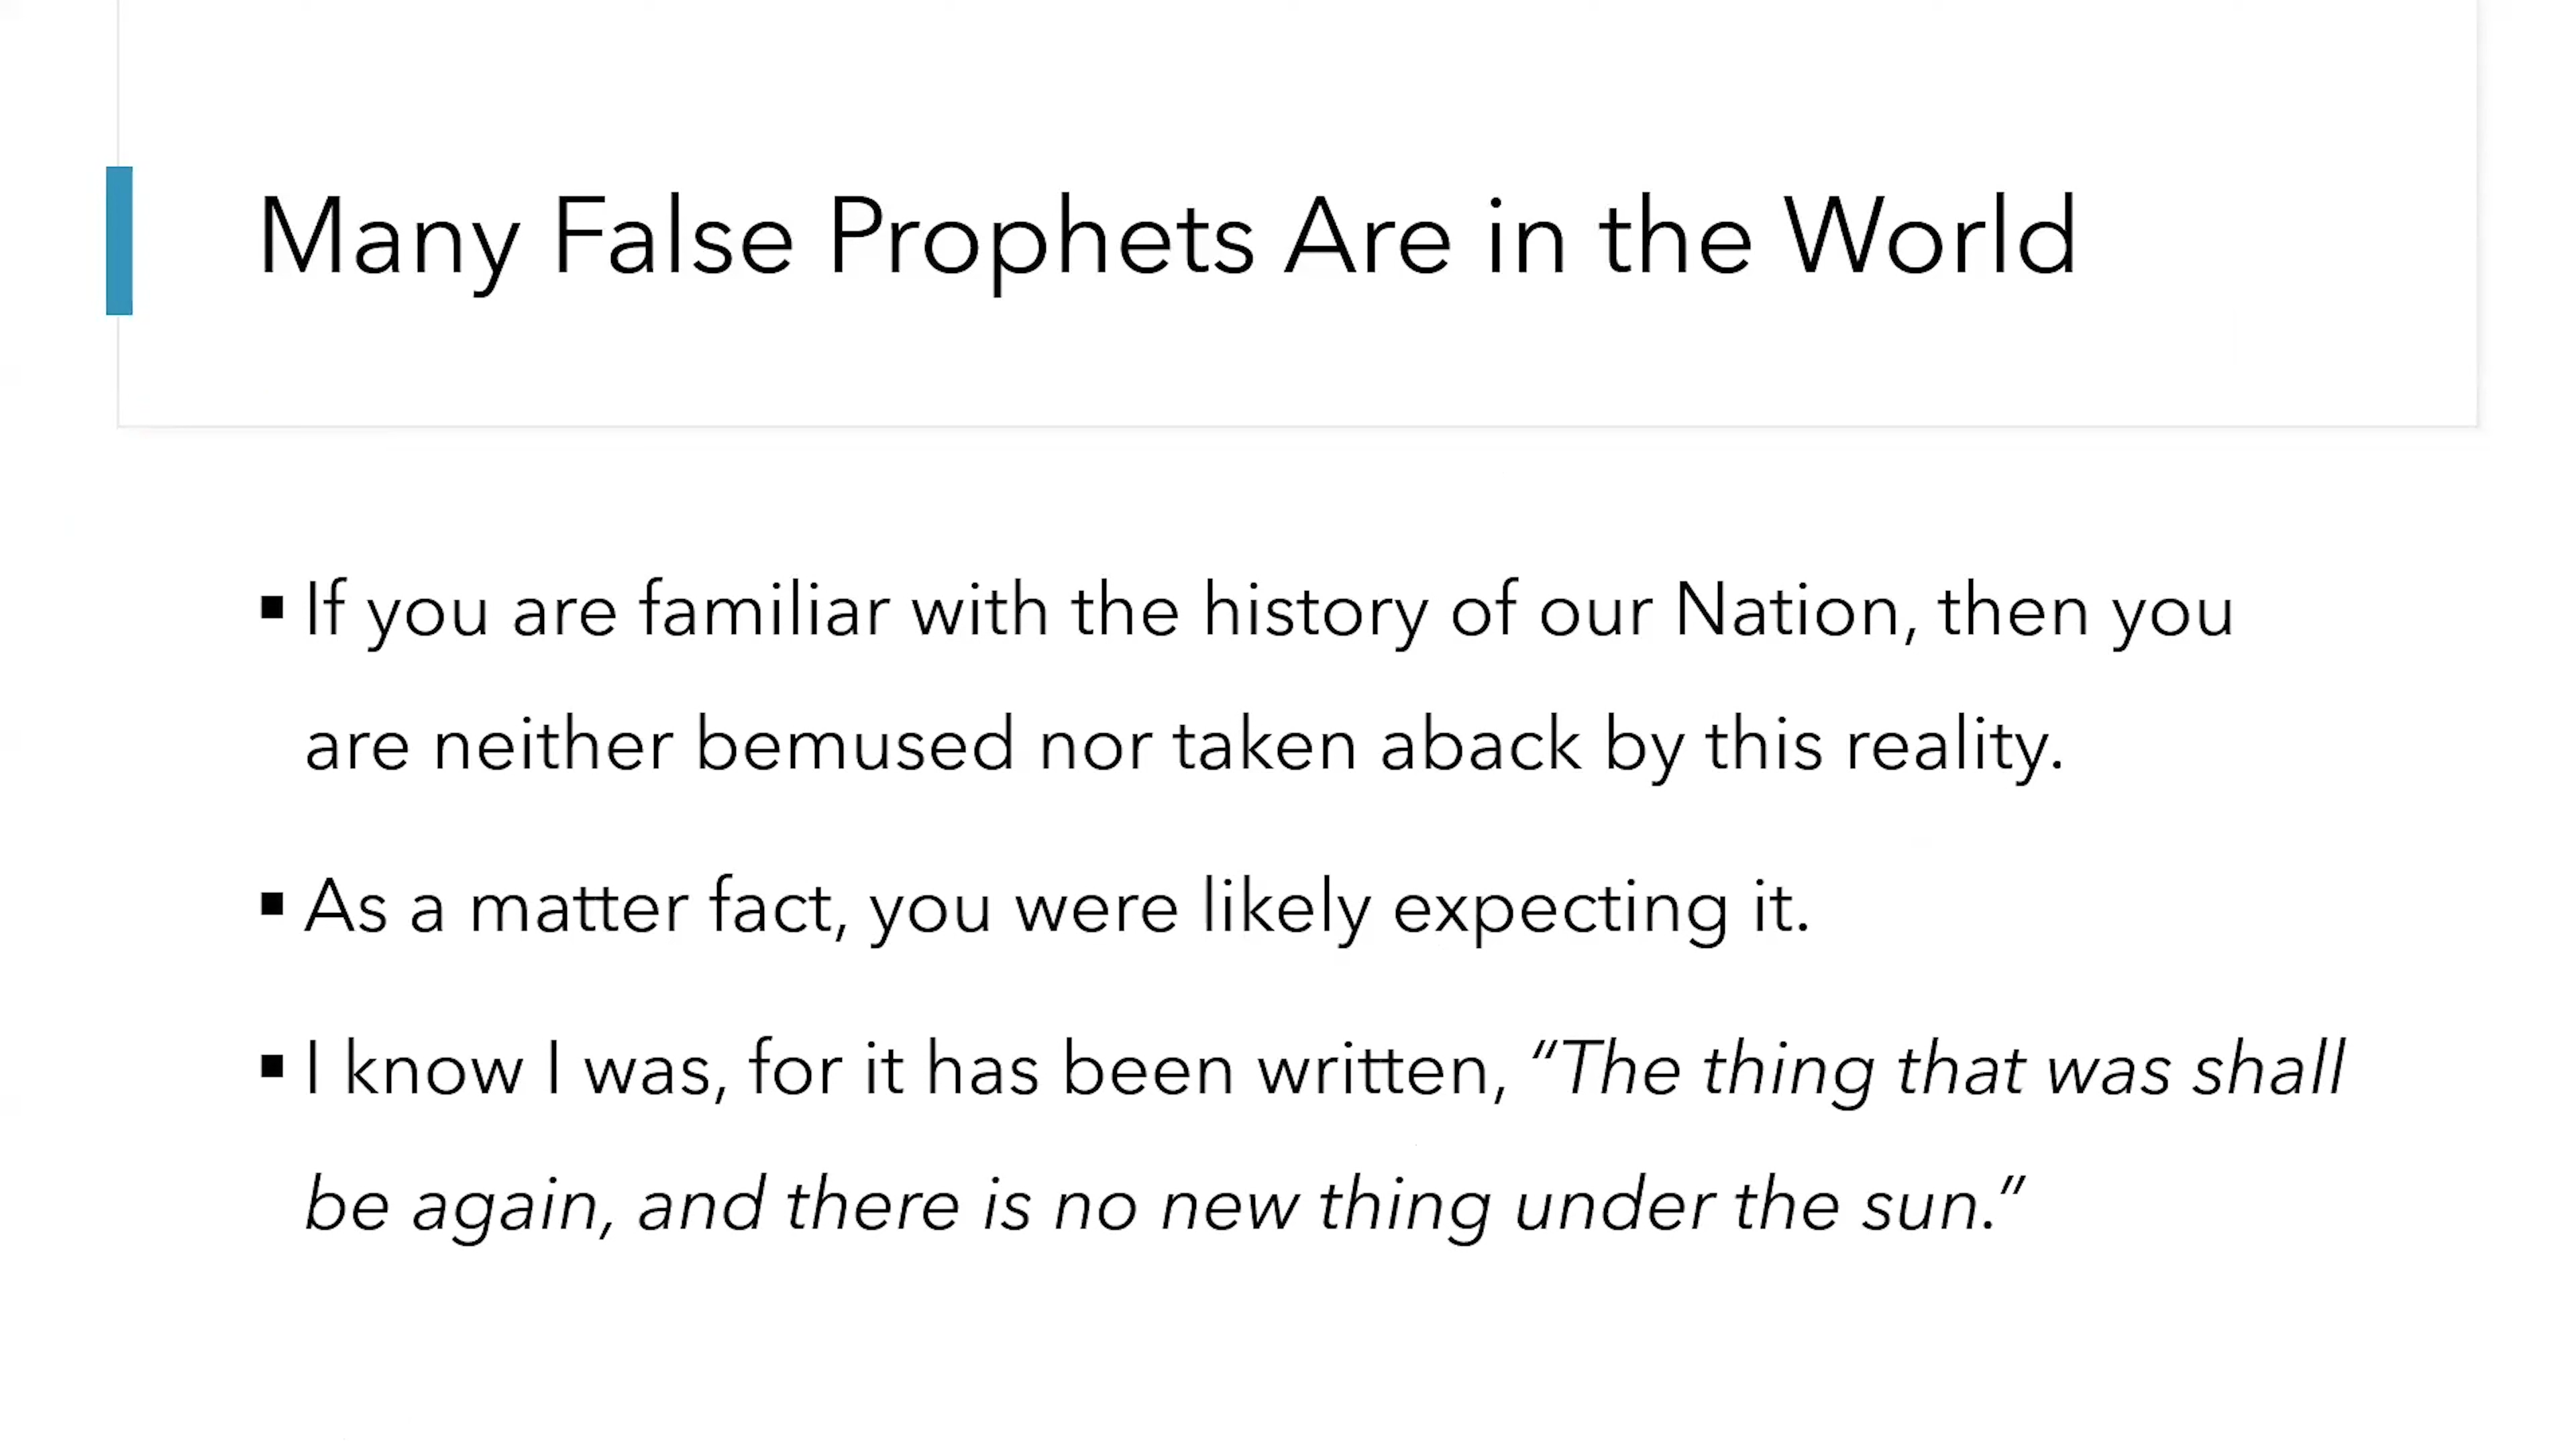 Many False Prophets Are in the World
▪ If you are familiar with the history of our Nation, then you
are neither bemused nor taken aback by this reality.
▪ As a matter fact, you were likely expecting it.
▪ I know I was, for it has been written, “The thing that was shall
be again, and there is no new thing under the sun.”